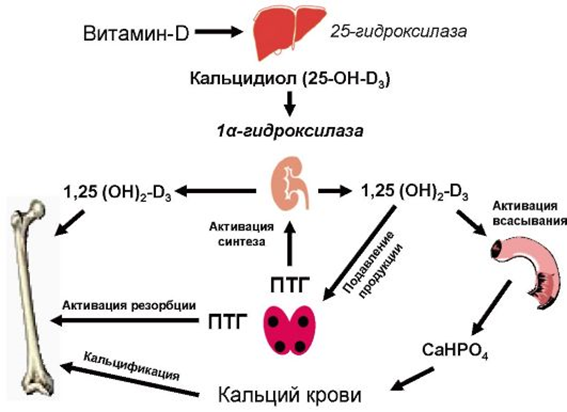 Витамин-D
25-гидроксилаза
Кальцидиол (25-OH-D₃)
1α-гидроксилаза
1,25 (OH)₂-D₃
1,25 (OH)₂-D₃
Активация
всасывания
Активация
синтеза
Подавление
продукции
ПТГ
Активация резорбции
ПТГ
CaHPO₄
Кальцификация
Кальций крови